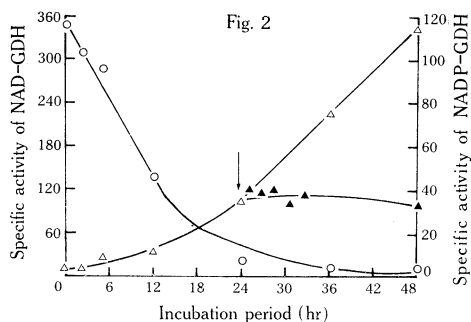 Fig. 2
Specific activity of NAD-GDH
360
300
240
180
120
60
Specific activity of NADP-GDH
120
100
80
60
40
20
0
0 6 12 18 24 30 36 42 48
Incubation period (hr)